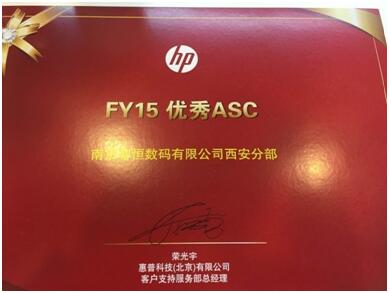 hp
FY15 优秀ASC
南京 恒数码有限公司西安分部
荣光宇
惠普科技(北京)有限公司
客户支持服务部总经理